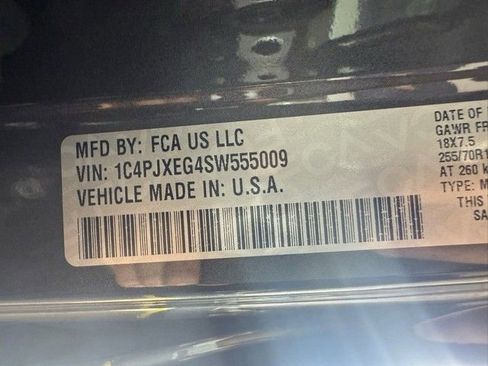 MFD BY: FCA US LLC
VIN: 1C4PJXEG4SW555009
VEHICLE MADE IN: U.S.A.
DATE OF
GAWR FR
18X7.5
255/70R1
AT 260 k
TYPE: M
THIS
SA